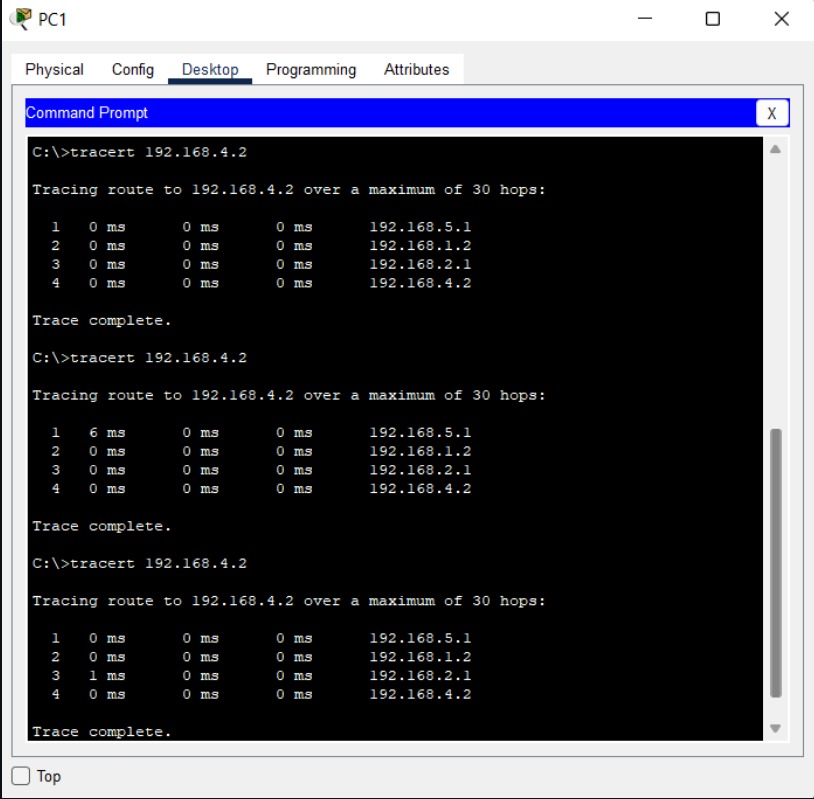 PC1
Physical Config Desktop Programming Attributes
Command Prompt
X
C:\>tracert 192.168.4.2
Tracing route to 192.168.4.2 over a maximum of 30 hops:
1 0 ms 0 ms 0 ms 192.168.5.1
2 0 ms 0 ms 0 ms 192.168.1.2
3 0 ms 0 ms 0 ms 192.168.2.1
4 0 ms 0 ms 0 ms 192.168.4.2
Trace complete.
C:\>tracert 192.168.4.2
Tracing route to 192.168.4.2 over a maximum of 30 hops:
1 6 ms 0 ms 0 ms 192.168.5.1
2 0 ms 0 ms 0 ms 192.168.1.2
3 0 ms 0 ms 0 ms 192.168.2.1
4 0 ms 0 ms 0 ms 192.168.4.2
Trace complete.
C:\>tracert 192.168.4.2
Tracing route to 192.168.4.2 over a maximum of 30 hops:
1 0 ms 0 ms 0 ms 192.168.5.1
2 0 ms 0 ms 0 ms 192.168.1.2
3 1 ms 0 ms 0 ms 192.168.2.1
4 0 ms 0 ms 0 ms 192.168.4.2
Trace complete.
Top